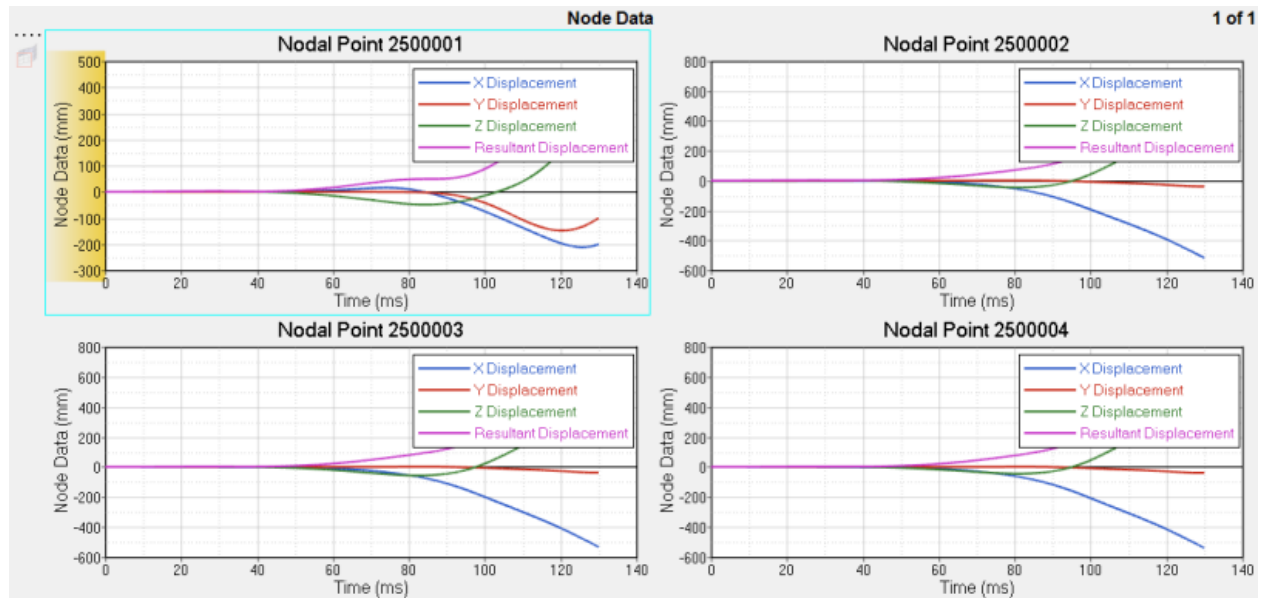 Node Data
1 of 1
Nodal Point 2500001
500
400
300
200
100
0
-100
-200
-300
Node Data (mm)
X Displacement
Y Displacement
Z Displacement
Resultant Displacement
0 20 40 60 80 100 120 140
Time (ms)
Nodal Point 2500002
800
600
400
200
0
-200
-400
-600
Node Data (mm)
X Displacement
Y Displacement
Z Displacement
Resultant Displacement
0 20 40 60 80 100 120 140
Time (ms)
Nodal Point 2500003
800
600
400
200
0
-200
-400
-600
Node Data (mm)
X Displacement
Y Displacement
Z Displacement
Resultant Displacement
0 20 40 60 80 100 120 140
Time (ms)
Nodal Point 2500004
800
600
400
200
0
-200
-400
-600
Node Data (mm)
X Displacement
Y Displacement
Z Displacement
Resultant Displacement
0 20 40 60 80 100 120 140
Time (ms)